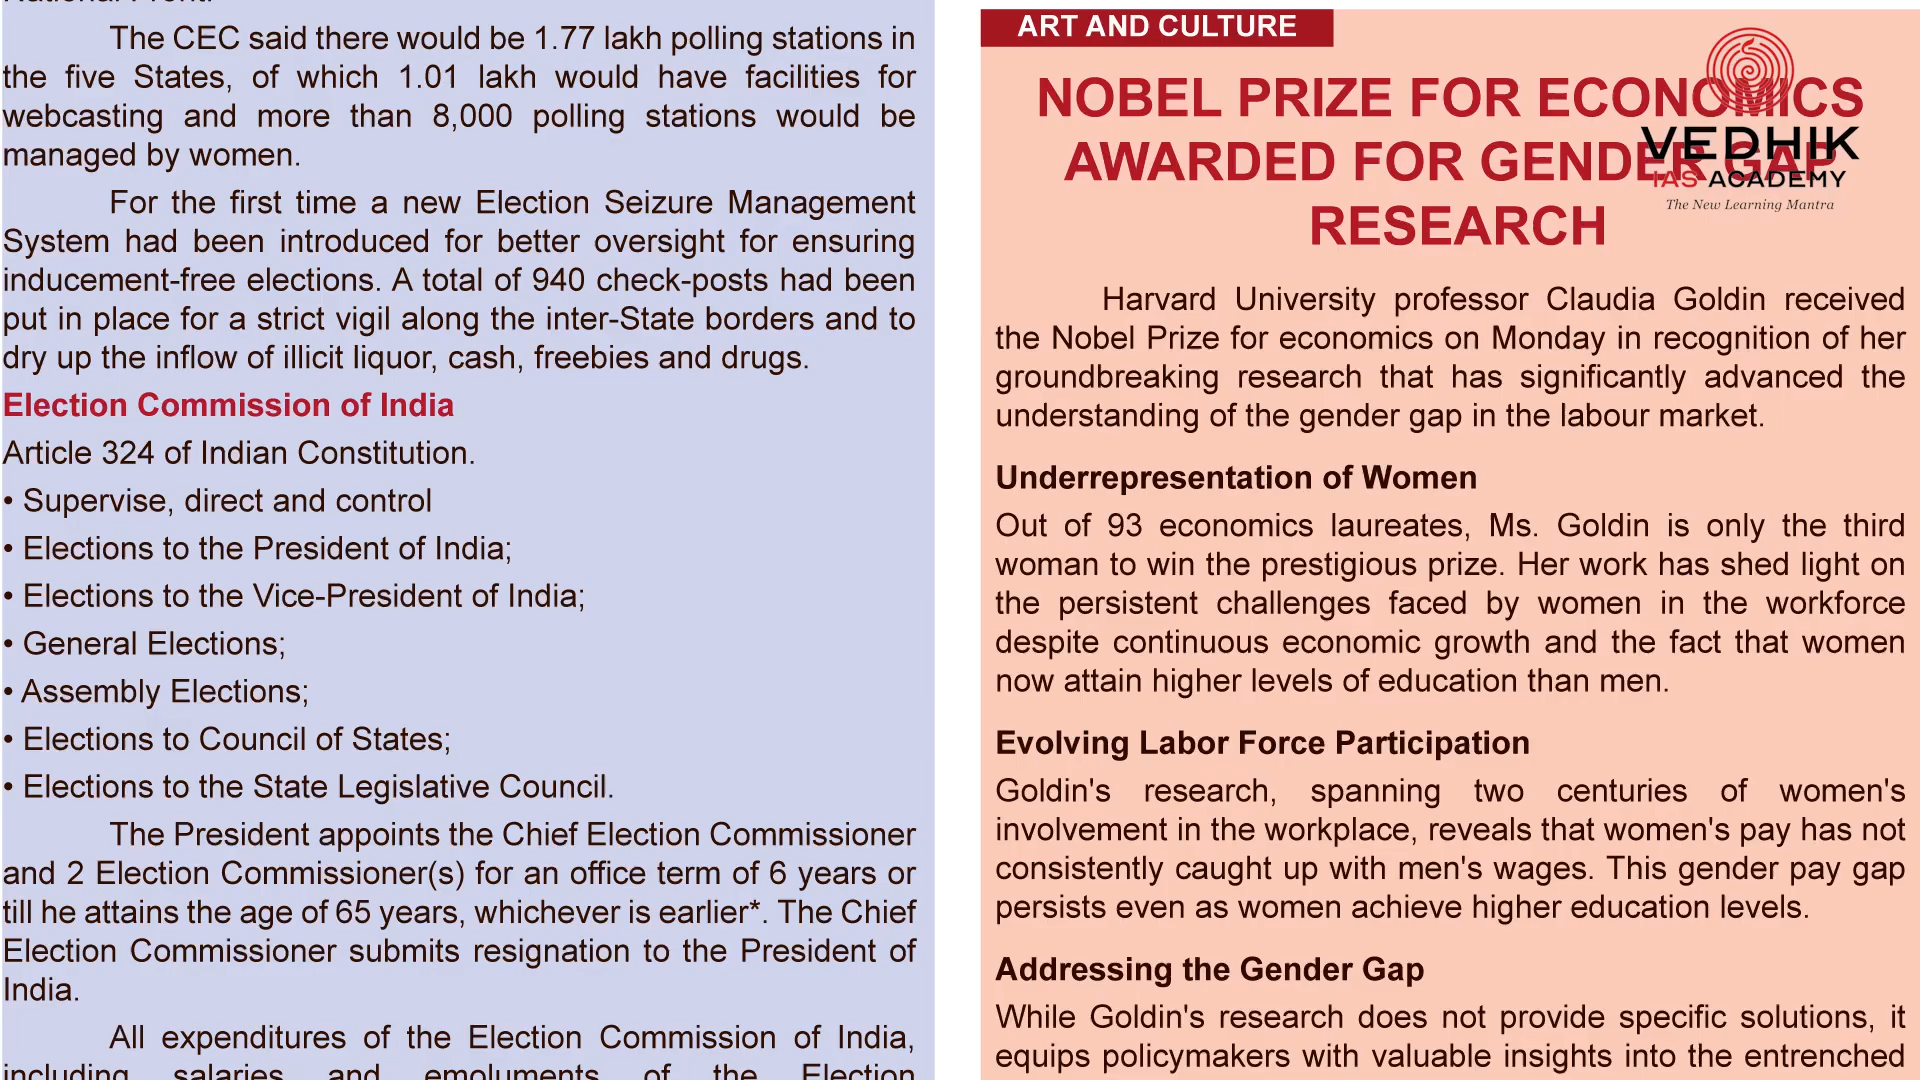 The CEC said there would be 1.77 lakh polling stations in
the five States, of which 1.01 lakh would have facilities for
webcasting and more than 8,000 polling stations would be
managed by women.
For the first time a new Election Seizure Management
System had been introduced for better oversight for ensuring
inducement-free elections. A total of 940 check-posts had been
put in place for a strict vigil along the inter-State borders and to
dry up the inflow of illicit liquor, cash, freebies and drugs.
Election Commission of India
Article 324 of Indian Constitution.
• Supervise, direct and control
• Elections to the President of India;
• Elections to the Vice-President of India;
• General Elections;
• Assembly Elections;
• Elections to Council of States;
• Elections to the State Legislative Council.
The President appoints the Chief Election Commissioner
and 2 Election Commissioner(s) for an office term of 6 years or
till he attains the age of 65 years, whichever is earlier*. The Chief
Election Commissioner submits resignation to the President of
India.
All expenditures of the Election Commission of India,
including salaries and emoluments of the Election
ART AND CULTURE
NOBEL PRIZE FOR ECONOMICS
AWARDED FOR GENDER GAP
RESEARCH
VEDHIK
IAS ACADEMY
The New Learning Mantra
Harvard University professor Claudia Goldin received
the Nobel Prize for economics on Monday in recognition of her
groundbreaking research that has significantly advanced the
understanding of the gender gap in the labour market.
Underrepresentation of Women
Out of 93 economics laureates, Ms. Goldin is only the third
woman to win the prestigious prize. Her work has shed light on
the persistent challenges faced by women in the workforce
despite continuous economic growth and the fact that women
now attain higher levels of education than men.
Evolving Labor Force Participation
Goldin's research, spanning two centuries of women's
involvement in the workplace, reveals that women's pay has not
consistently caught up with men's wages. This gender pay gap
persists even as women achieve higher education levels.
Addressing the Gender Gap
While Goldin's research does not provide specific solutions, it
equips policymakers with valuable insights into the entrenched